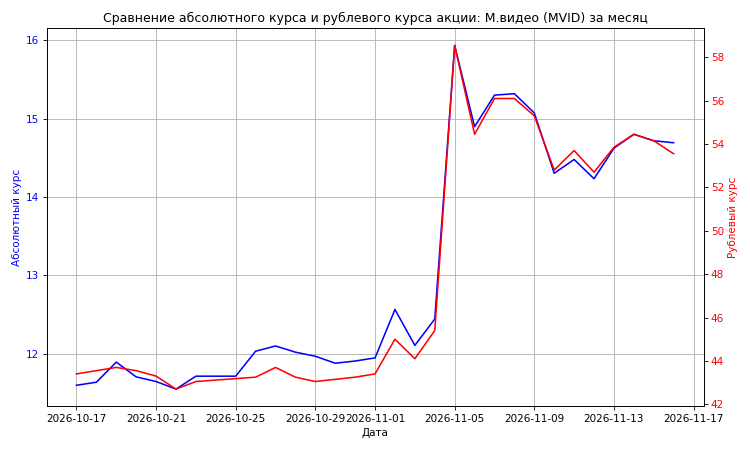 Сравнение абсолютного курса и рублевого курса акции: М.видео (MVID) за месяц
16
15
14
13
12
Абсолютный курс
58
56
54
52
50
48
46
44
42
Рублевый курс
2026-10-17 2026-10-21 2026-10-25 2026-10-29 2026-11-01 2026-11-05 2026-11-09 2026-11-13 2026-11-17
Дата